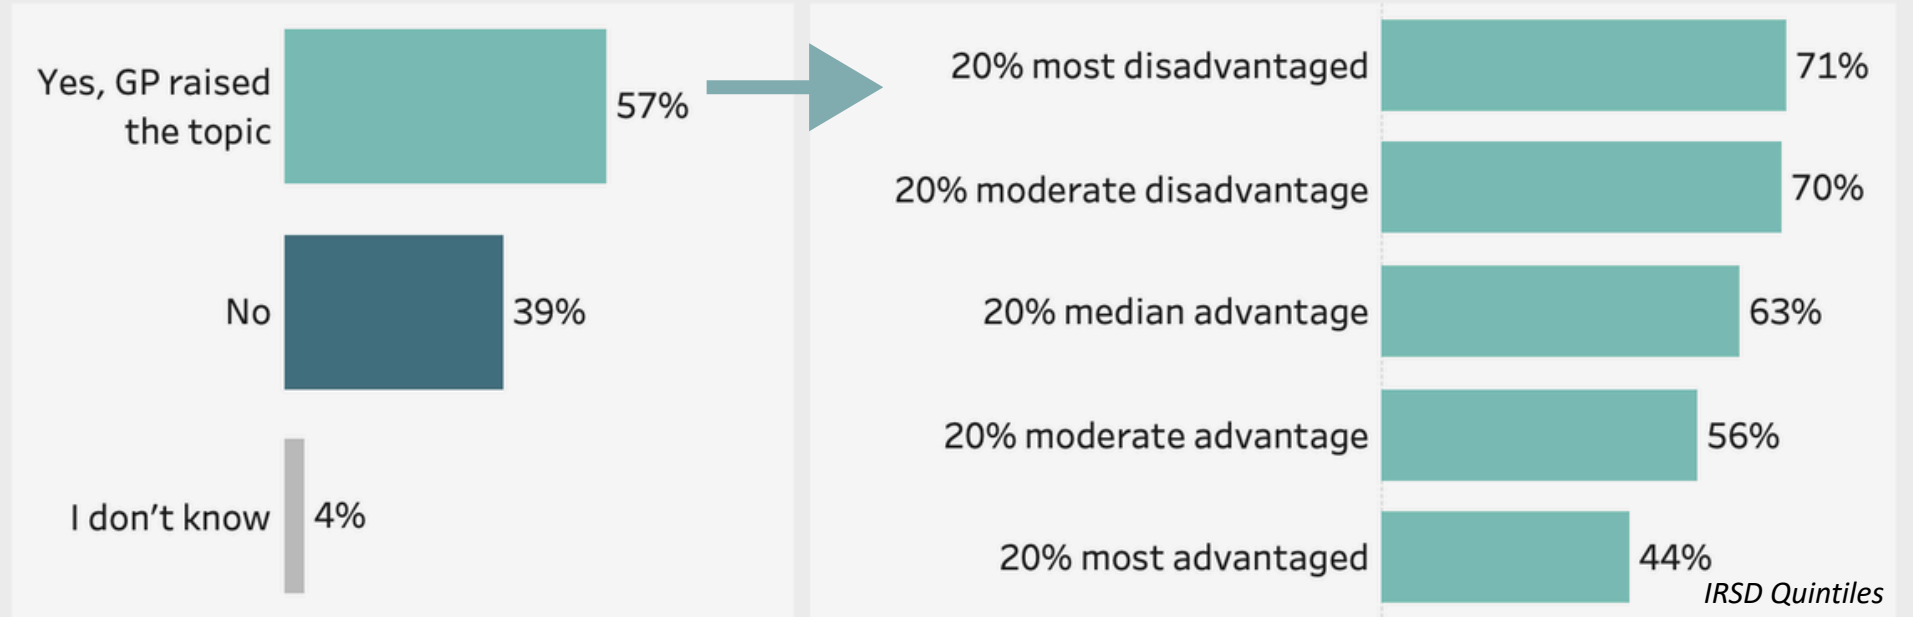 Yes, GP raised
the topic
57%
No
39%
I don't know
4%
20% most disadvantaged
71%
20% moderate disadvantage
70%
20% median advantage
63%
20% moderate advantage
56%
20% most advantaged
44%
IRSD Quintiles